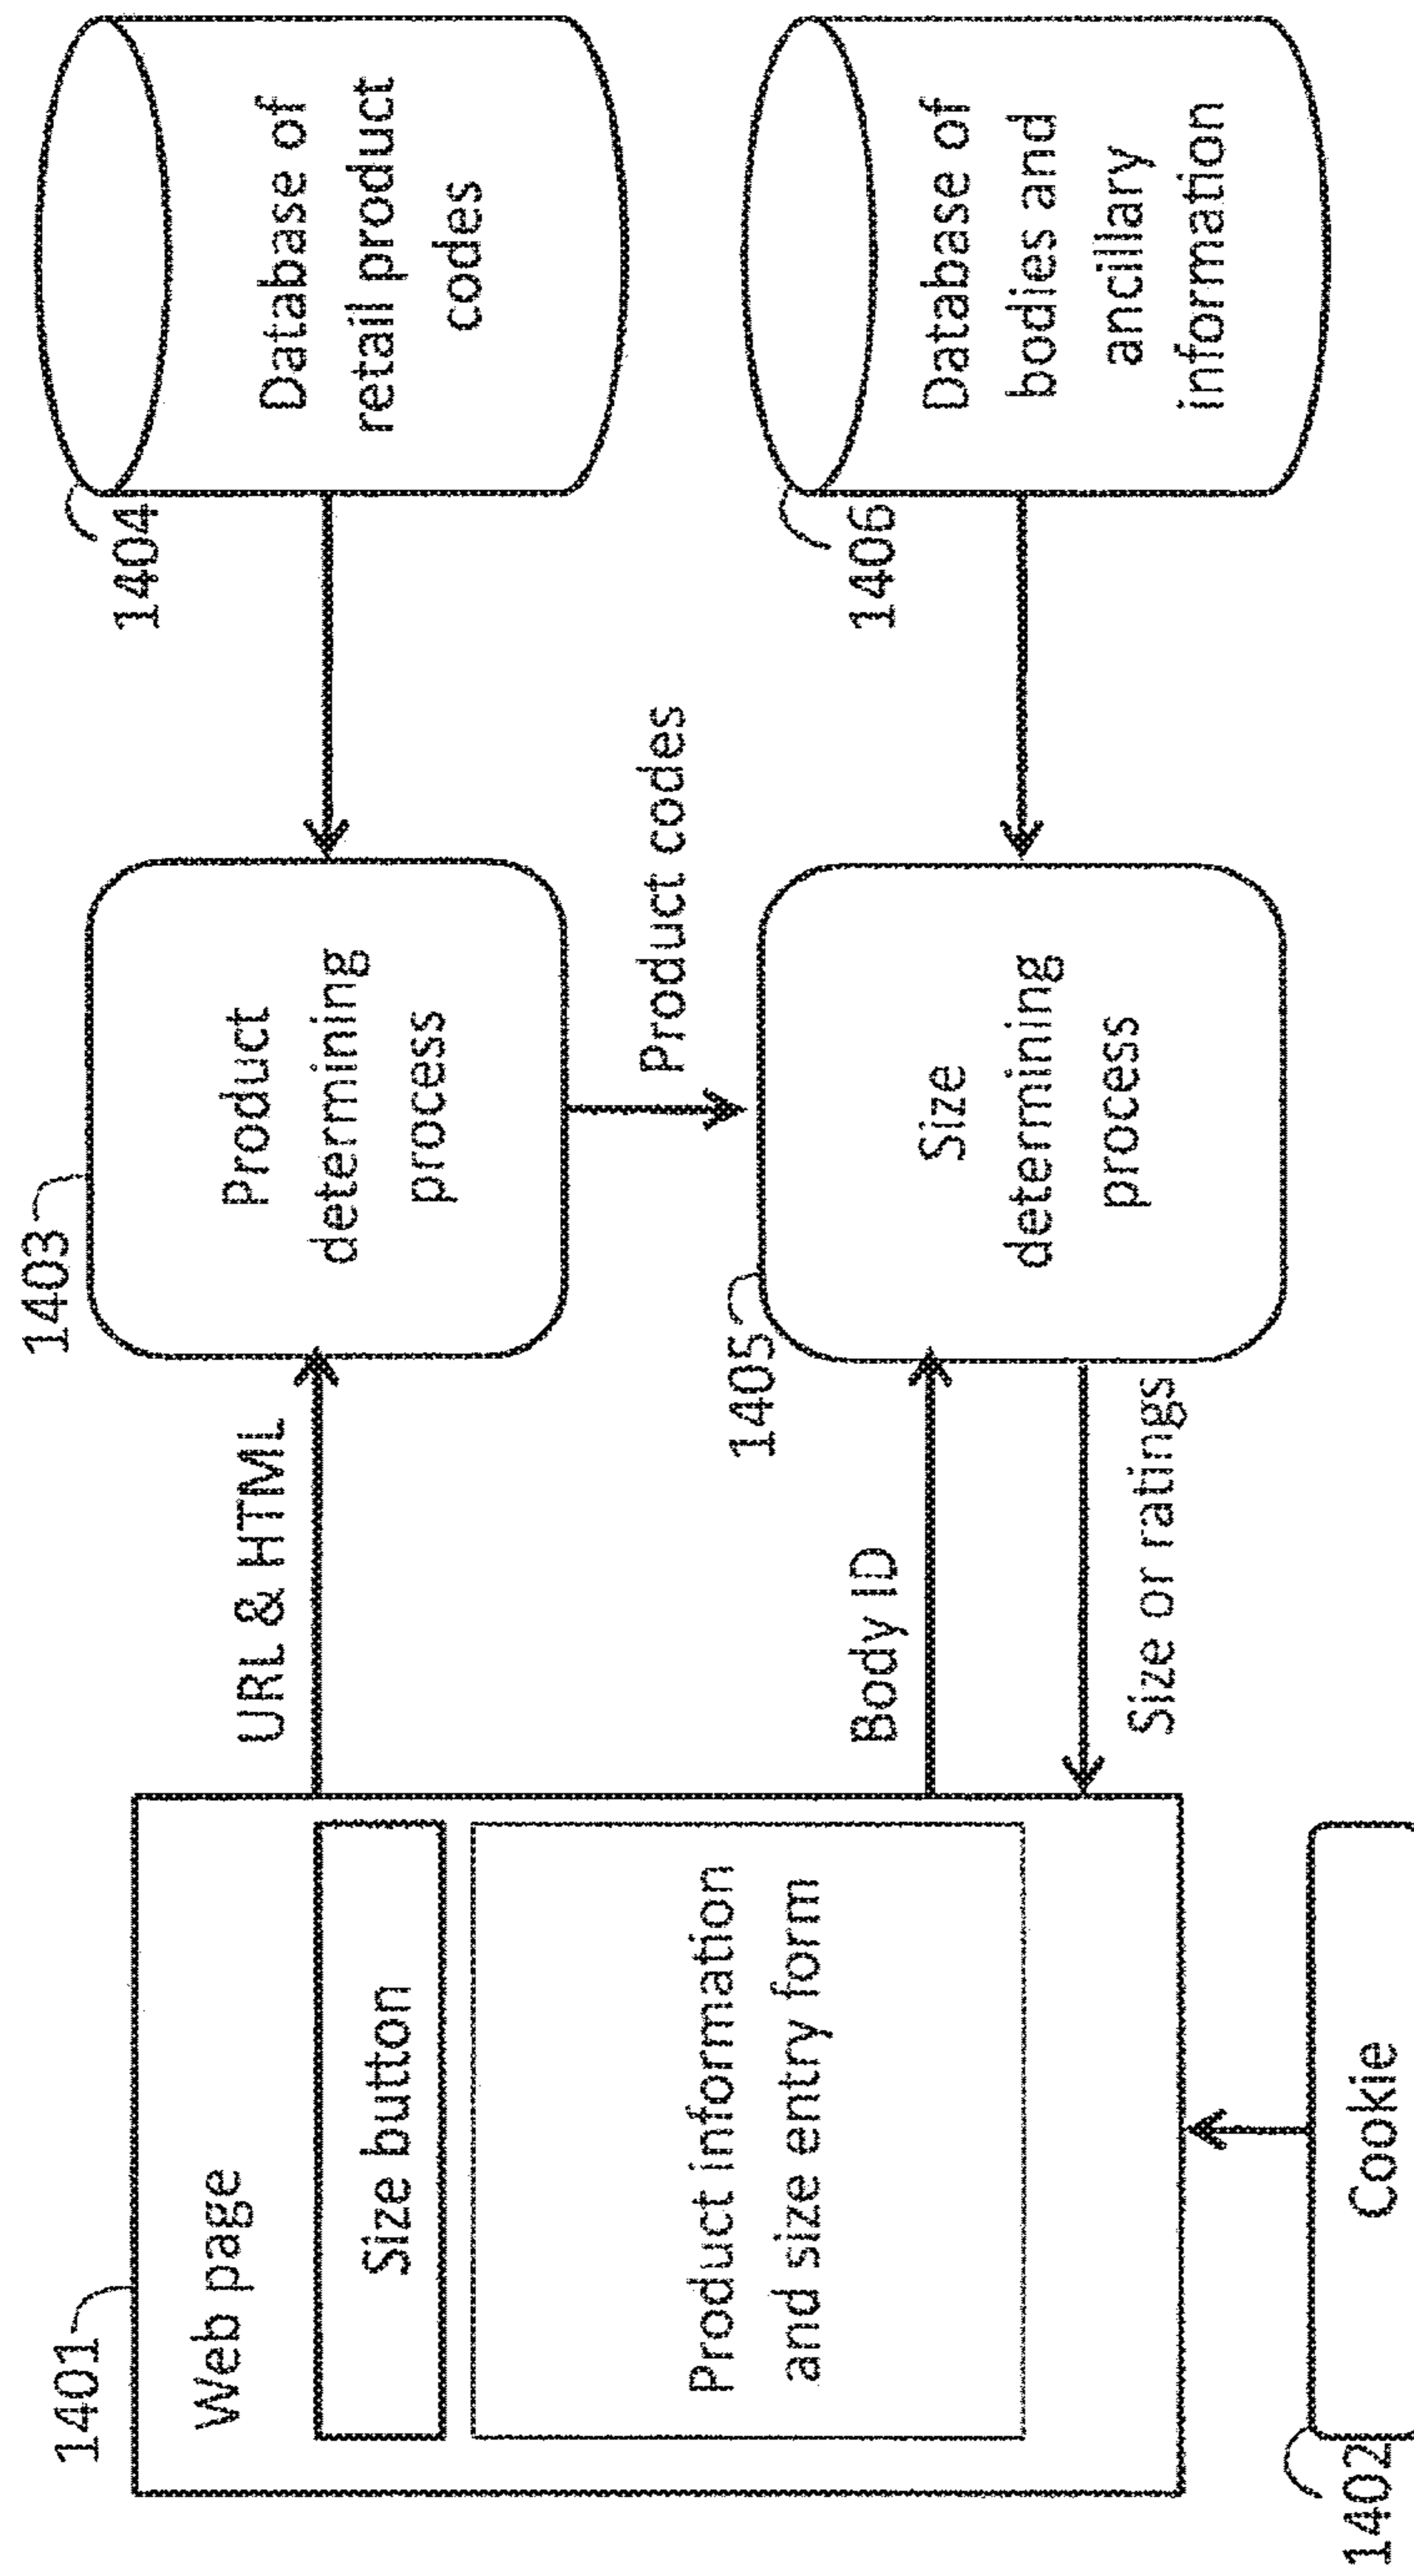 1401
Web page
Size button
Product information
and size entry form
1402
Cookie
URL & HTML
Body ID
Size or ratings
1403
Product
determining
process
Product codes
1405
Size
determining
process
1404
Database of
retail product
codes
1406
Database of
bodies and
ancillary
information